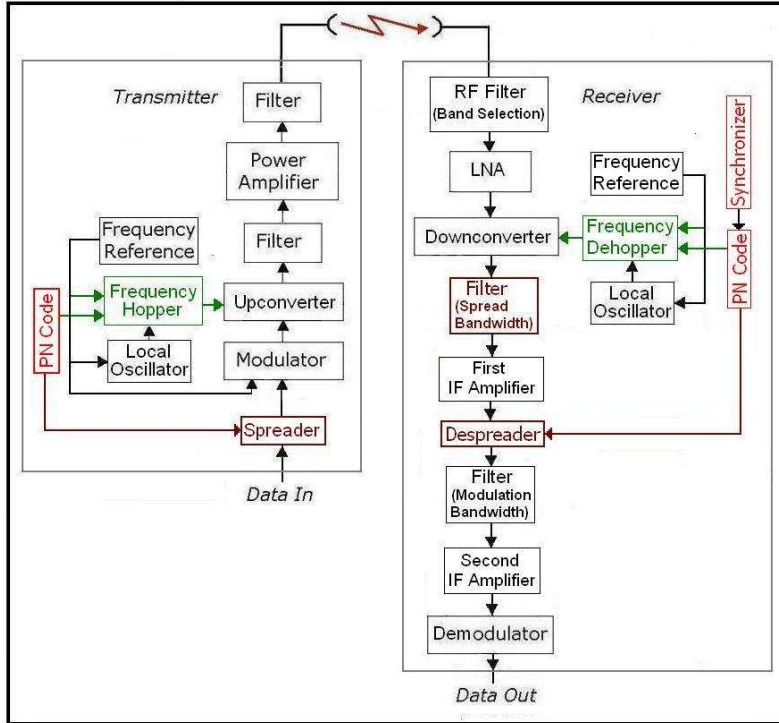 Transmitter
Filter
Power
Amplifier
Filter
Frequency
Reference
Frequency
Hopper
Upconverter
PN Code
Local
Oscillator
Modulator
Spreader
Data In
Receiver
RF Filter
(Band Selection)
LNA
Frequency
Reference
Synchronizer
Downconverter
Frequency
Dehopper
PN Code
Filter
(Spread
Bandwidth)
Local
Oscillator
First
IF Amplifier
Despreader
Filter
(Modulation
Bandwidth)
Second
IF Amplifier
Demodulator
Data Out